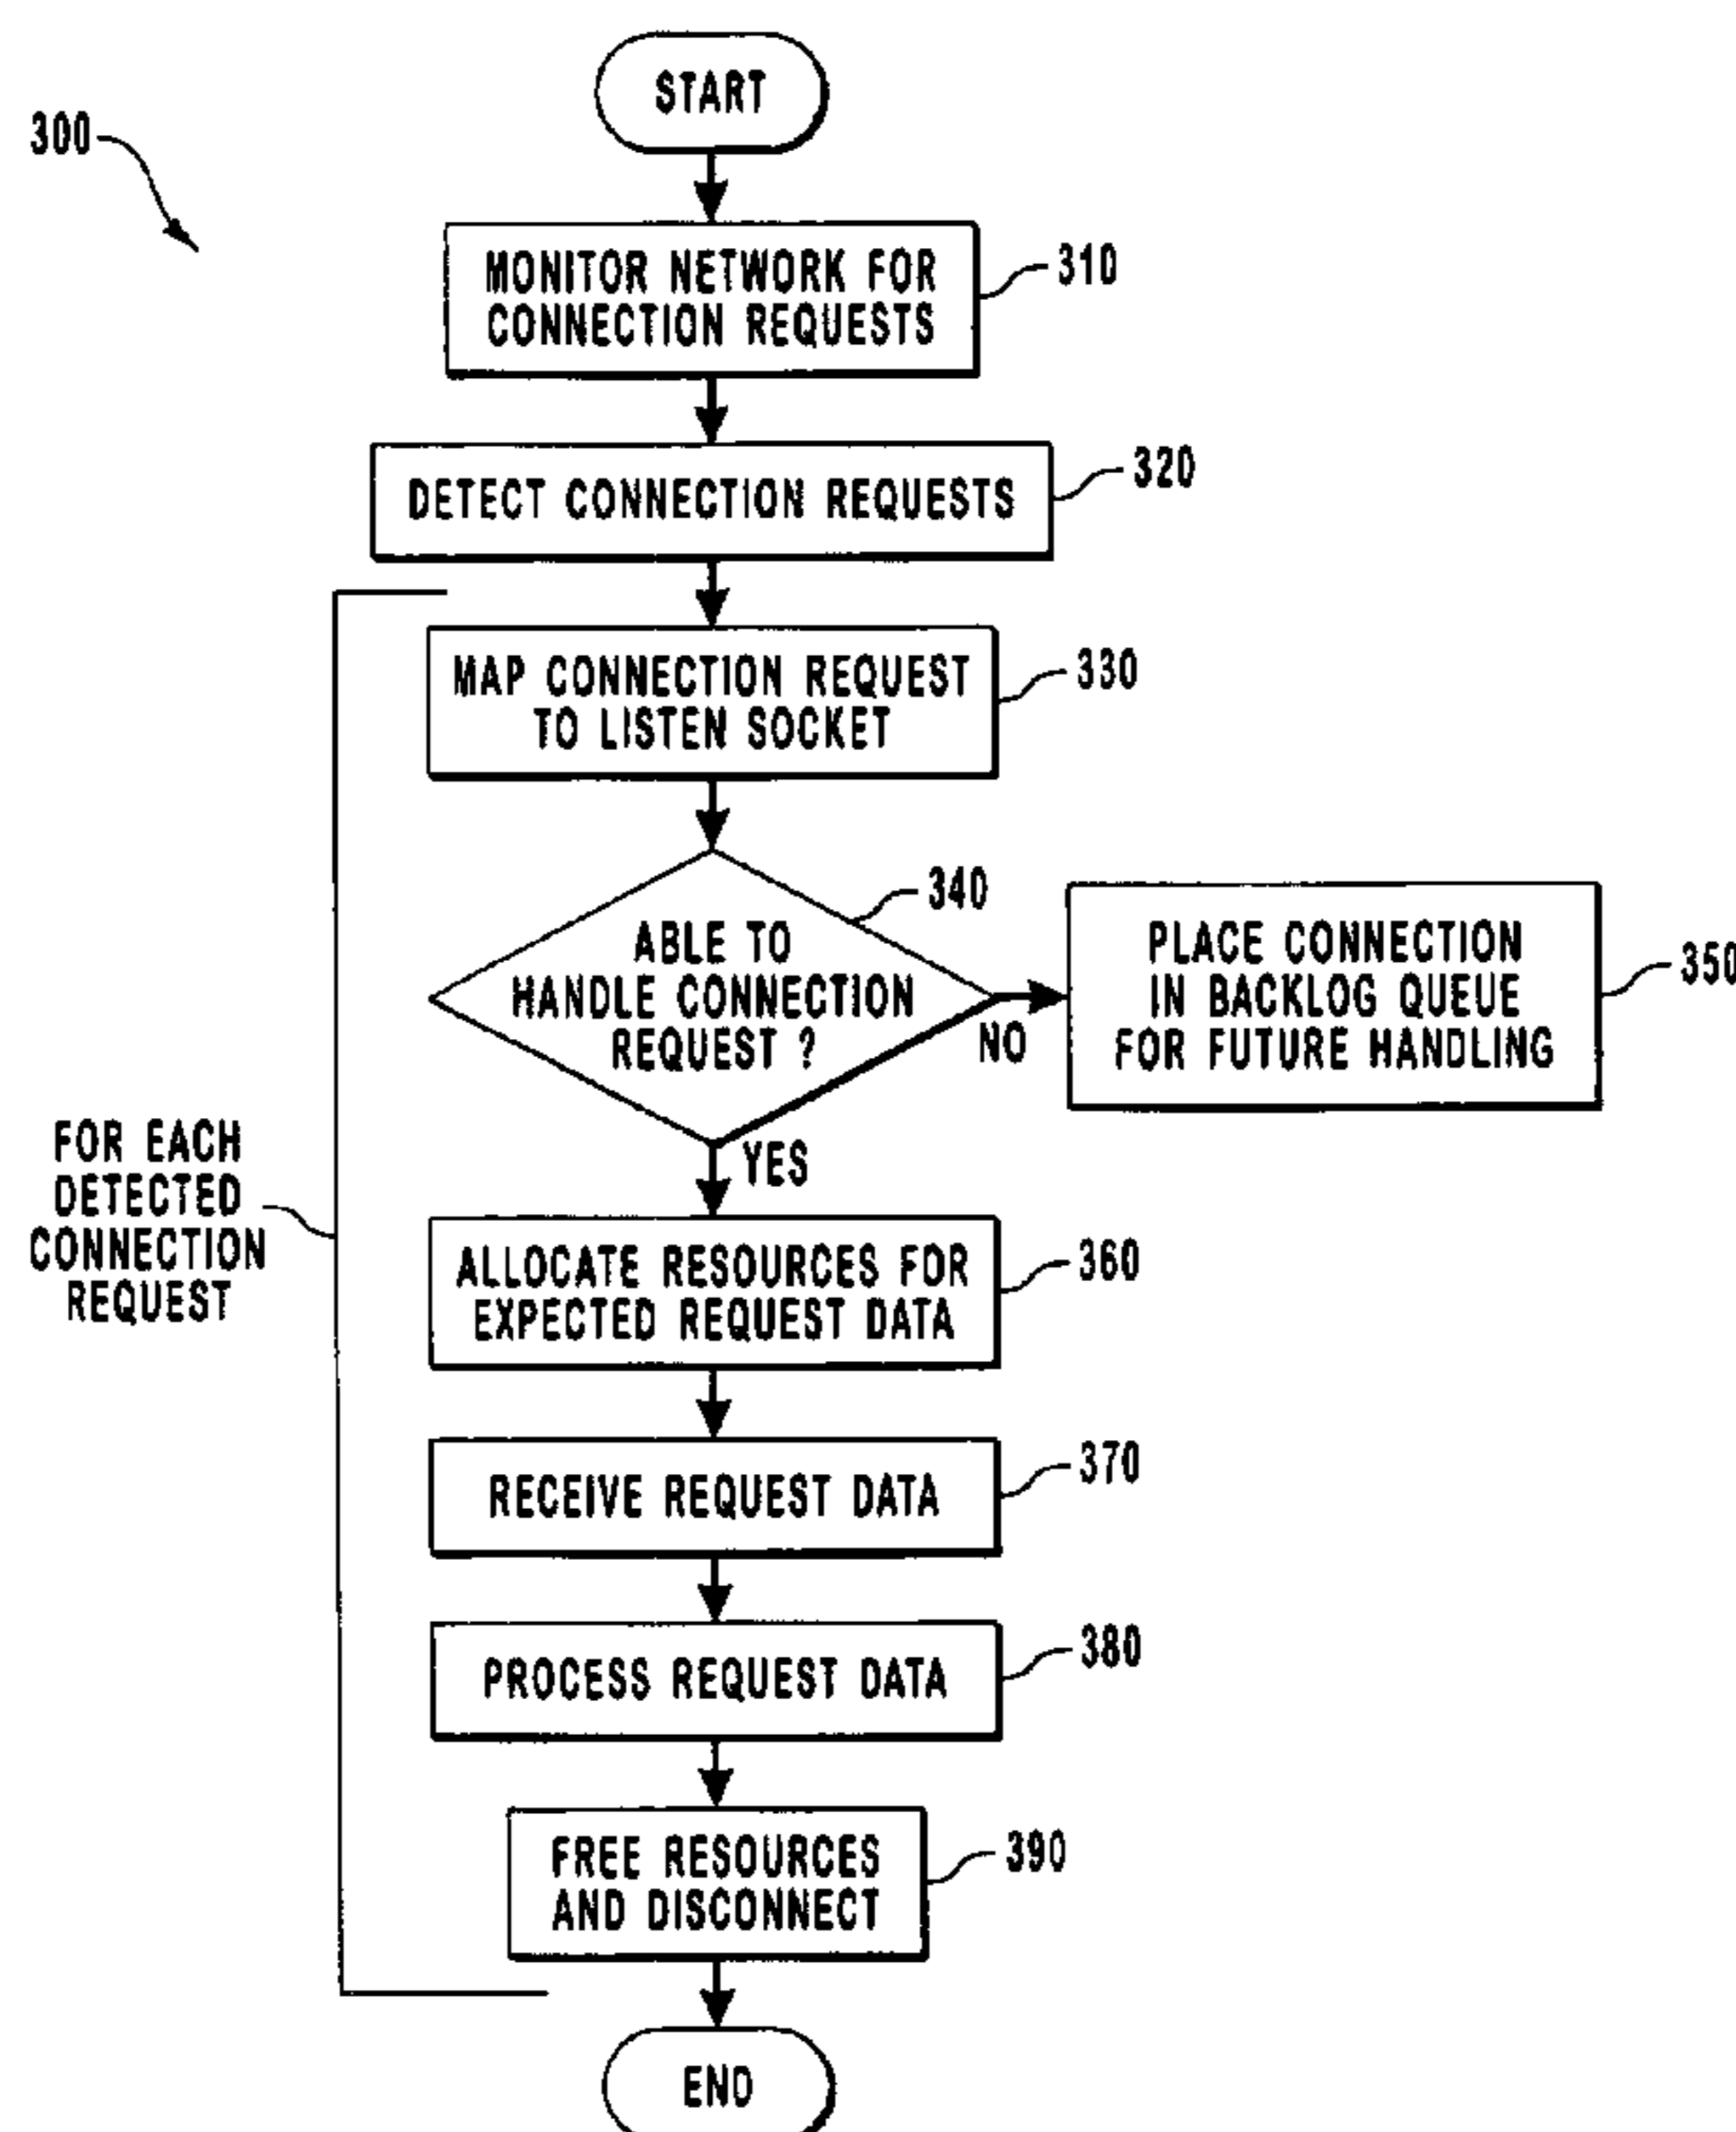 START
300
MONITOR NETWORK FOR
CONNECTION REQUESTS
310
DETECT CONNECTION REQUESTS
320
MAP CONNECTION REQUEST
TO LISTEN SOCKET
330
ABLE TO
HANDLE CONNECTION
REQUEST ?
340
NO
PLACE CONNECTION
IN BACKLOG QUEUE
FOR FUTURE HANDLING
350
YES
FOR EACH
DETECTED
CONNECTION
REQUEST
ALLOCATE RESOURCES FOR
EXPECTED REQUEST DATA
360
RECEIVE REQUEST DATA
370
PROCESS REQUEST DATA
380
FREE RESOURCES
AND DISCONNECT
390
END